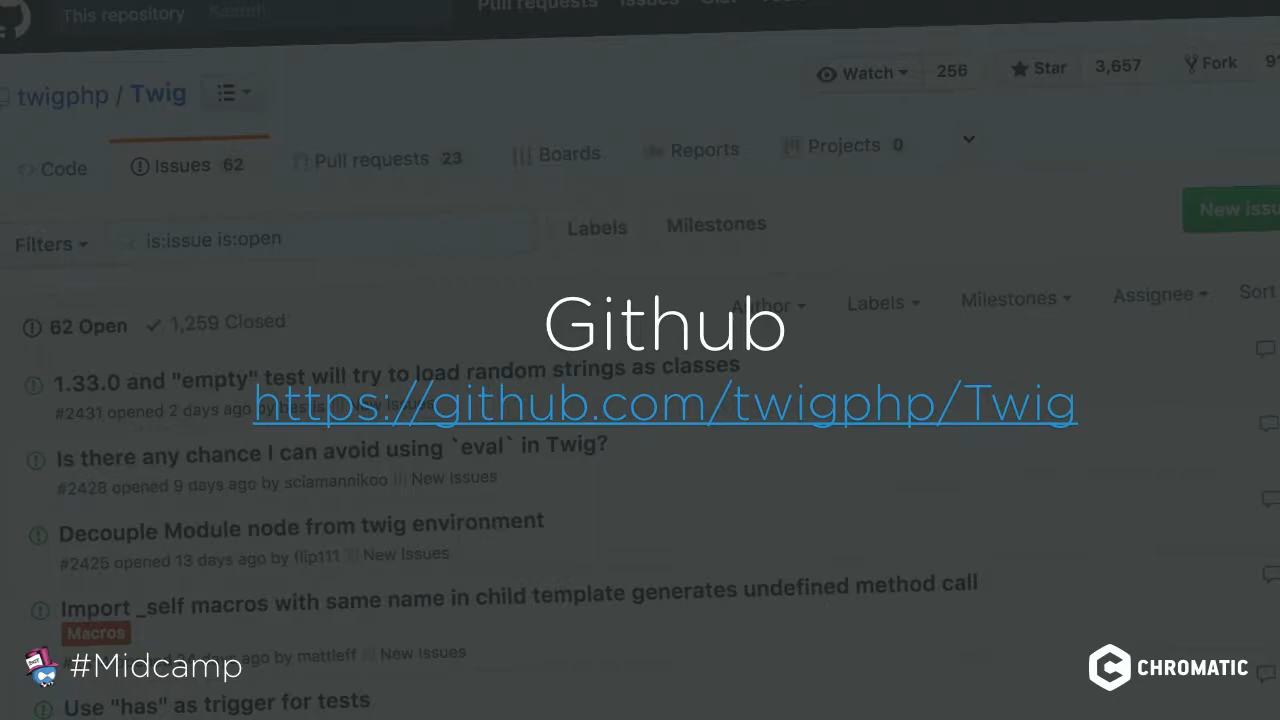 This repository Search
Pull requests Issues Gist
twigphp / Twig
Watch 256 Star 3,657 Fork
Code Issues 62 Pull requests 23 Boards Reports Projects 0
Filters is:issue is:open Labels Milestones New issu
62 Open 1,259 Closed Author Labels Milestones Assignee Sort
Github
1.33.0 and "empty" test will try to load random strings as classes
#2431 opened 2 days ago by
https://github.com/twigphp/Twig
Is there any chance I can avoid using `eval` in Twig?
#2428 opened 9 days ago by sciamannikoo New Issues
Decouple Module node from twig environment
#2425 opened 13 days ago by flip111 New Issues
Import _self macros with same name in child template generates undefined method call
Macros
ago by mattleff New Issues
#Midcamp
CHROMATIC
Use "has" as trigger for tests